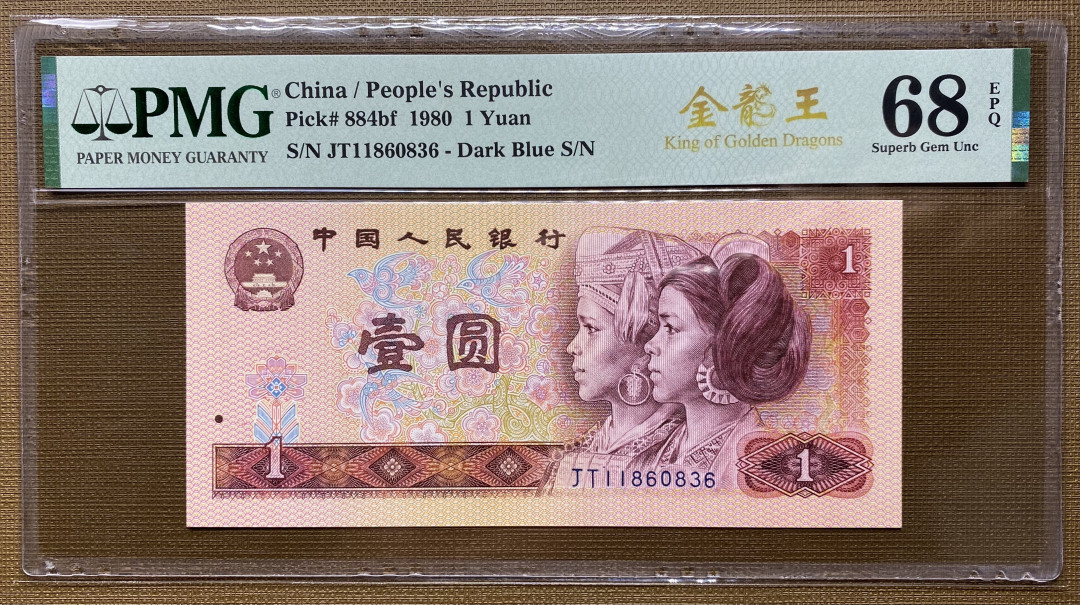 PMG®
PAPER MONEY GUARANTY
China / People's Republic
Pick# 884bf 1980 1 Yuan
S/N JT11860836 - Dark Blue S/N
金龍王
King of Golden Dragons
68
EPQ
Superb Gem Unc
中国人民银行
1
壹圆
1
JT11860836
1